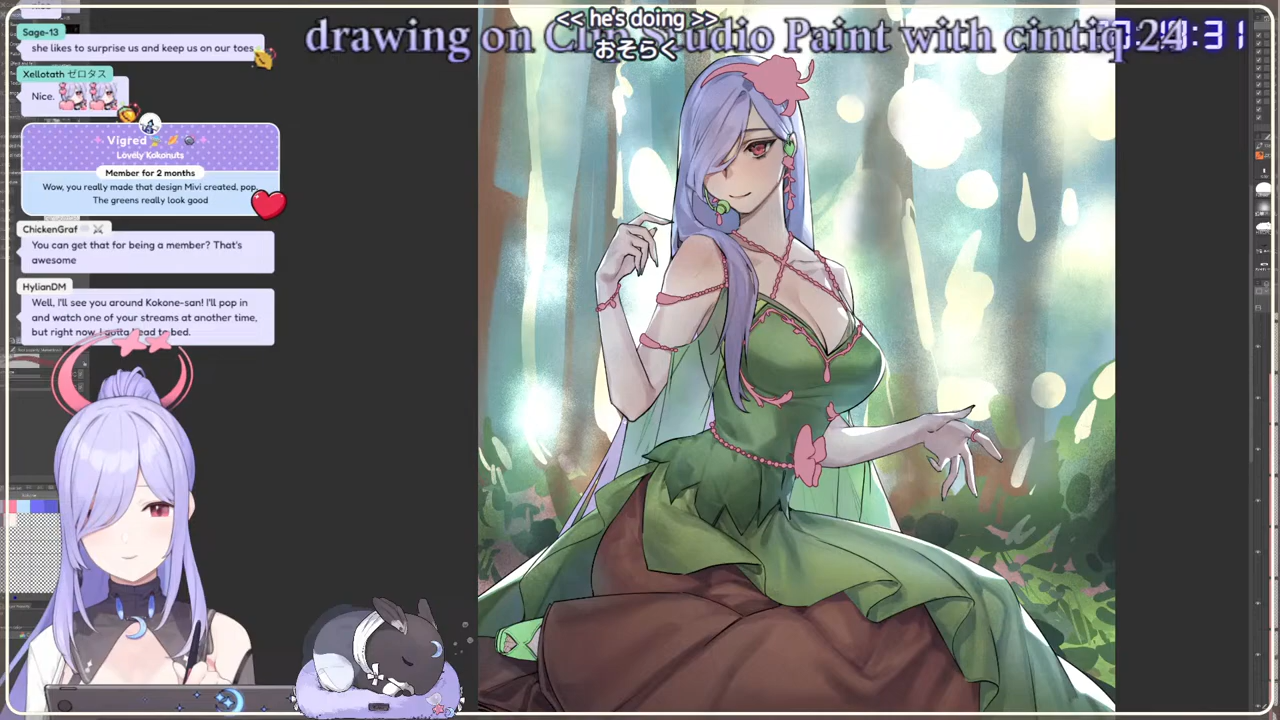 Sage-13
she likes to surprise us and keep us on our toes
Xellotath ゼロタス
Nice.
Vigred
Lovely Kokonuts
Member for 2 months
Wow, you really made that design Mivi created, pop.
The greens really look good
ChickenGraf
You can get that for being a member? That's
awesome
HylianDM
Well, I'll see you around Kokone-san! I'll pop in
and watch one of your streams at another time,
but right now, I gotta head to bed.
<< he's doing >>
おそらく
drawing on Clip Studio Paint with cintiq 24